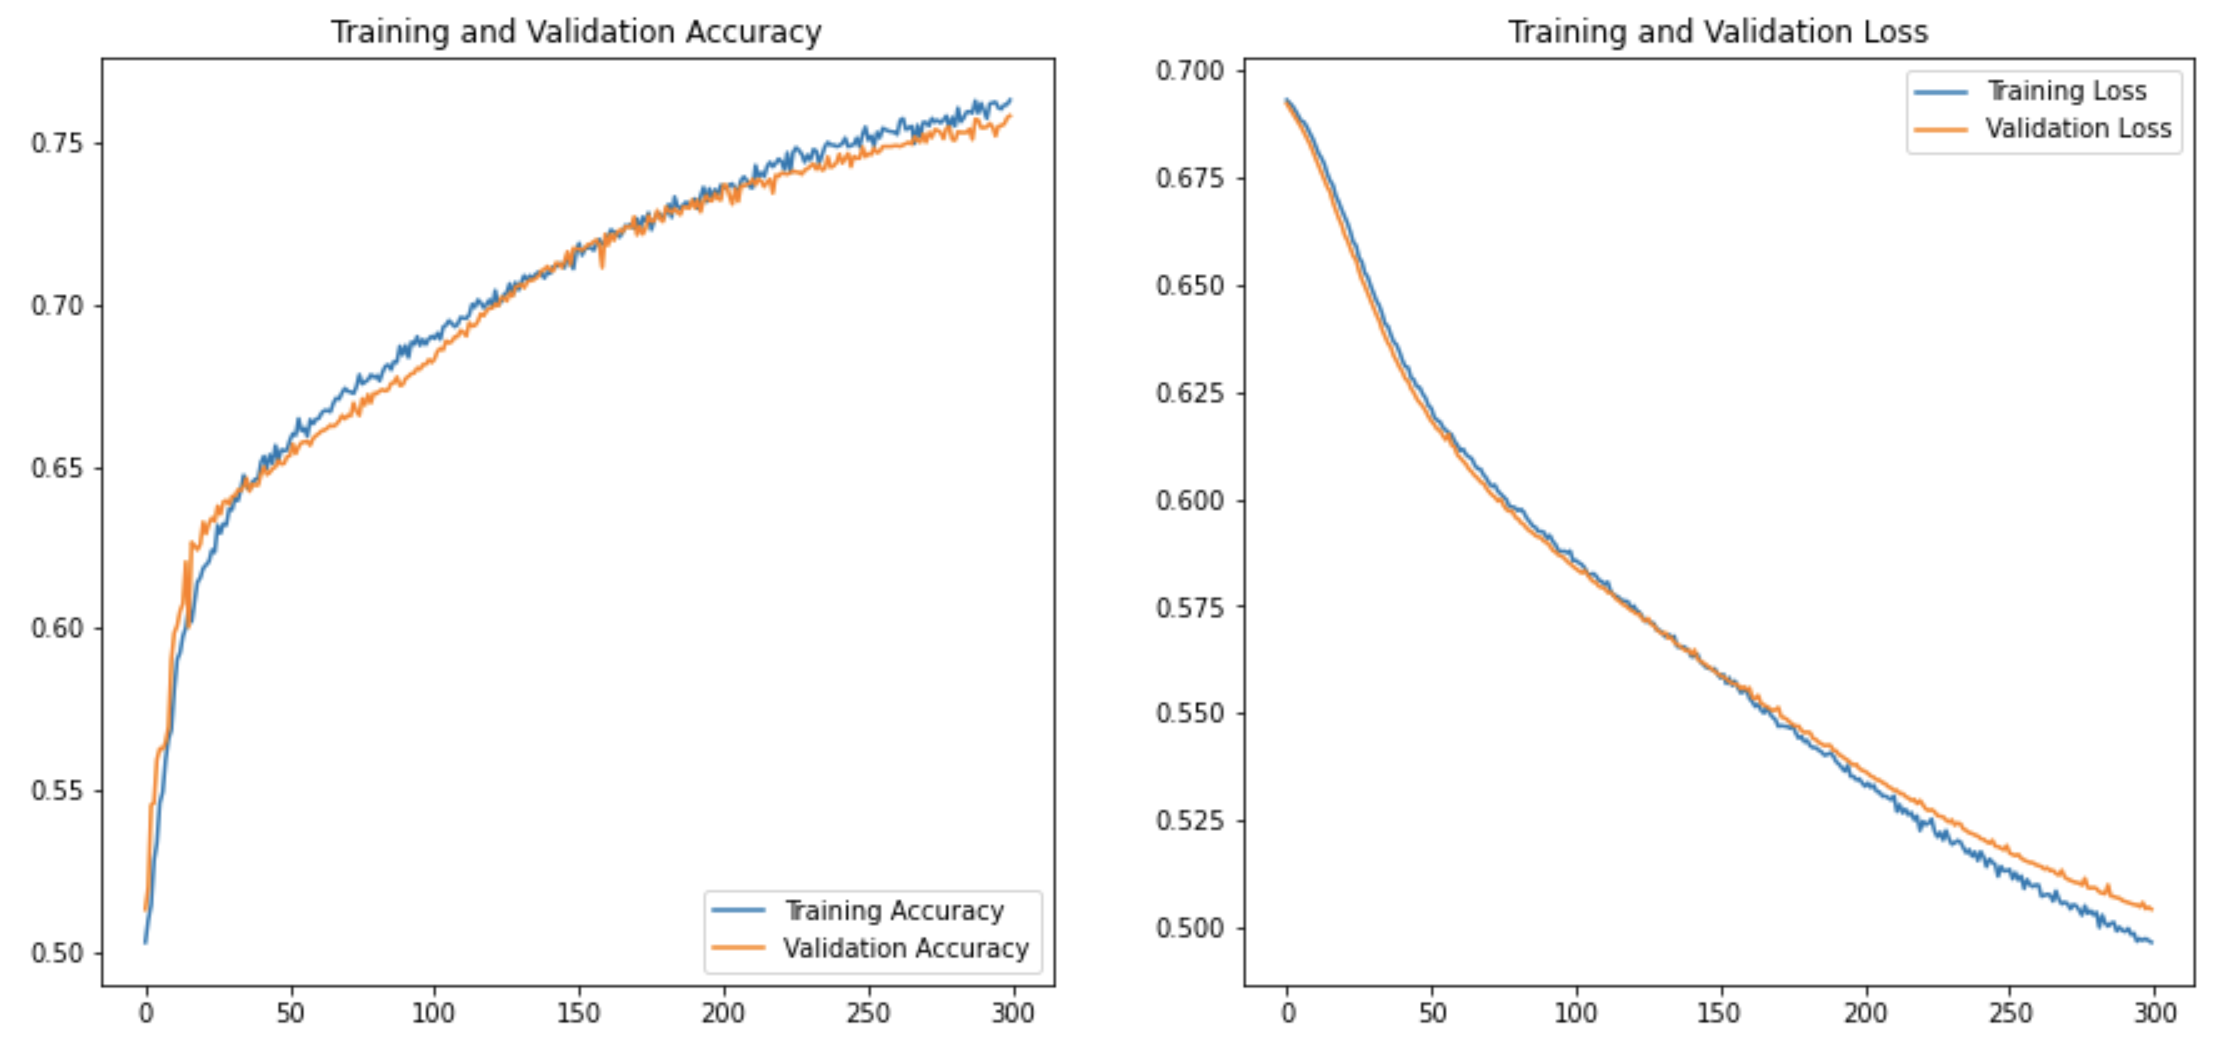 Training and Validation Accuracy
0.75
0.70
0.65
0.60
0.55
0.50
0 50 100 150 200 250 300
Training Accuracy
Validation Accuracy
Training and Validation Loss
0.700
0.675
0.650
0.625
0.600
0.575
0.550
0.525
0.500
0 50 100 150 200 250 300
Training Loss
Validation Loss